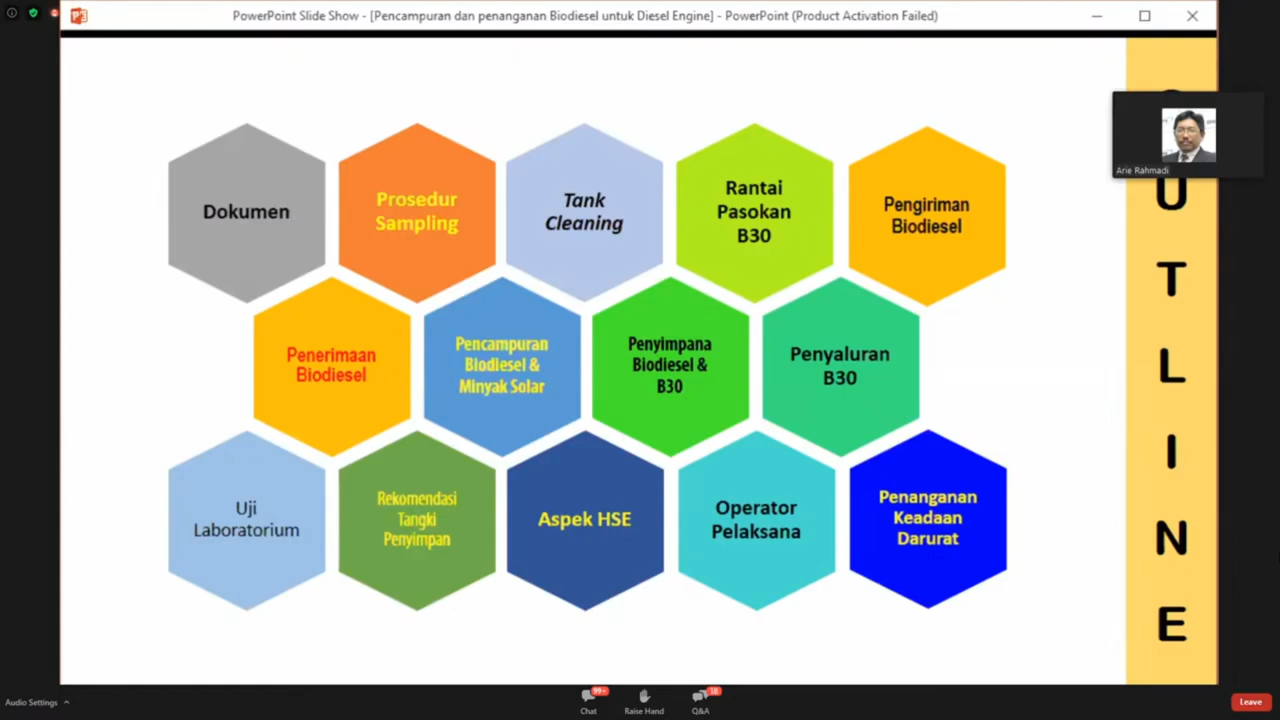 PowerPoint Slide Show - [Pencampuran dan penanganan Biodiesel untuk Diesel Engine] - PowerPoint (Product Activation Failed)
Dokumen
Prosedur
Sampling
Tank
Cleaning
Rantai
Pasokan
B30
Pengiriman
Biodiesel
Penerimaan
Biodiesel
Pencampuran
Biodiesel &
Minyak Solar
Penyimpana
Biodiesel &
B30
Penyaluran
B30
Uji
Laboratorium
Rekomendasi
Tangki
Penyimpan
Aspek HSE
Operator
Pelaksana
Penanganan
Keadaan
Darurat
Arie Rahmadi
U
T
L
I
N
E
Audio Settings
99+
Chat
Raise Hand
18
Q&A
Leave